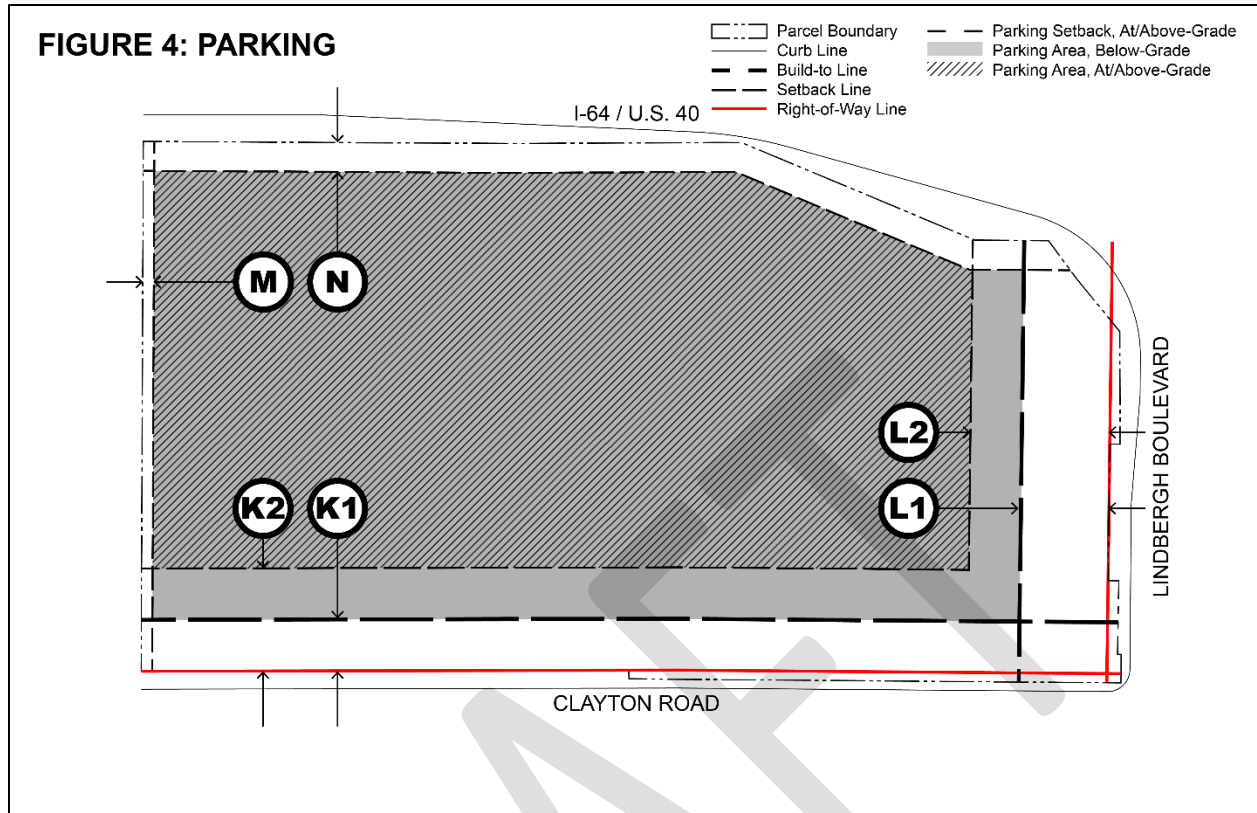 FIGURE 4: PARKING
Parcel Boundary
Curb Line
Build-to Line
Setback Line
Right-of-Way Line
Parking Setback, At/Above-Grade
Parking Area, Below-Grade
Parking Area, At/Above-Grade
I-64 / U.S. 40
M
N
L2
K2
K1
L1
LINDBERGH BOULEVARD
CLAYTON ROAD